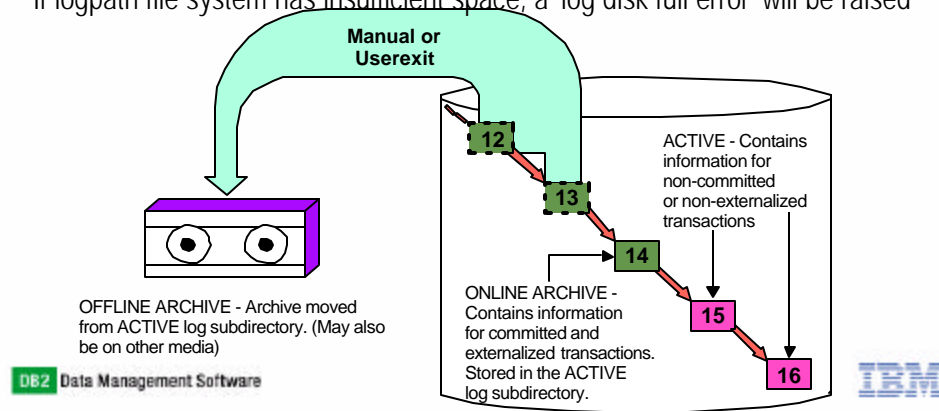 If logpath file system has insufficient space, a 'log disk full error' will be raised
Manual or
Userexit
12
13
14
15
16
ACTIVE - Contains
information for
non-committed
or non-externalized
transactions
ONLINE ARCHIVE -
Contains information
for committed and
externalized transactions.
Stored in the ACTIVE
log subdirectory.
OFFLINE ARCHIVE - Archive moved
from ACTIVE log subdirectory. (May also
be on other media)
DB2 Data Management Software
IBM